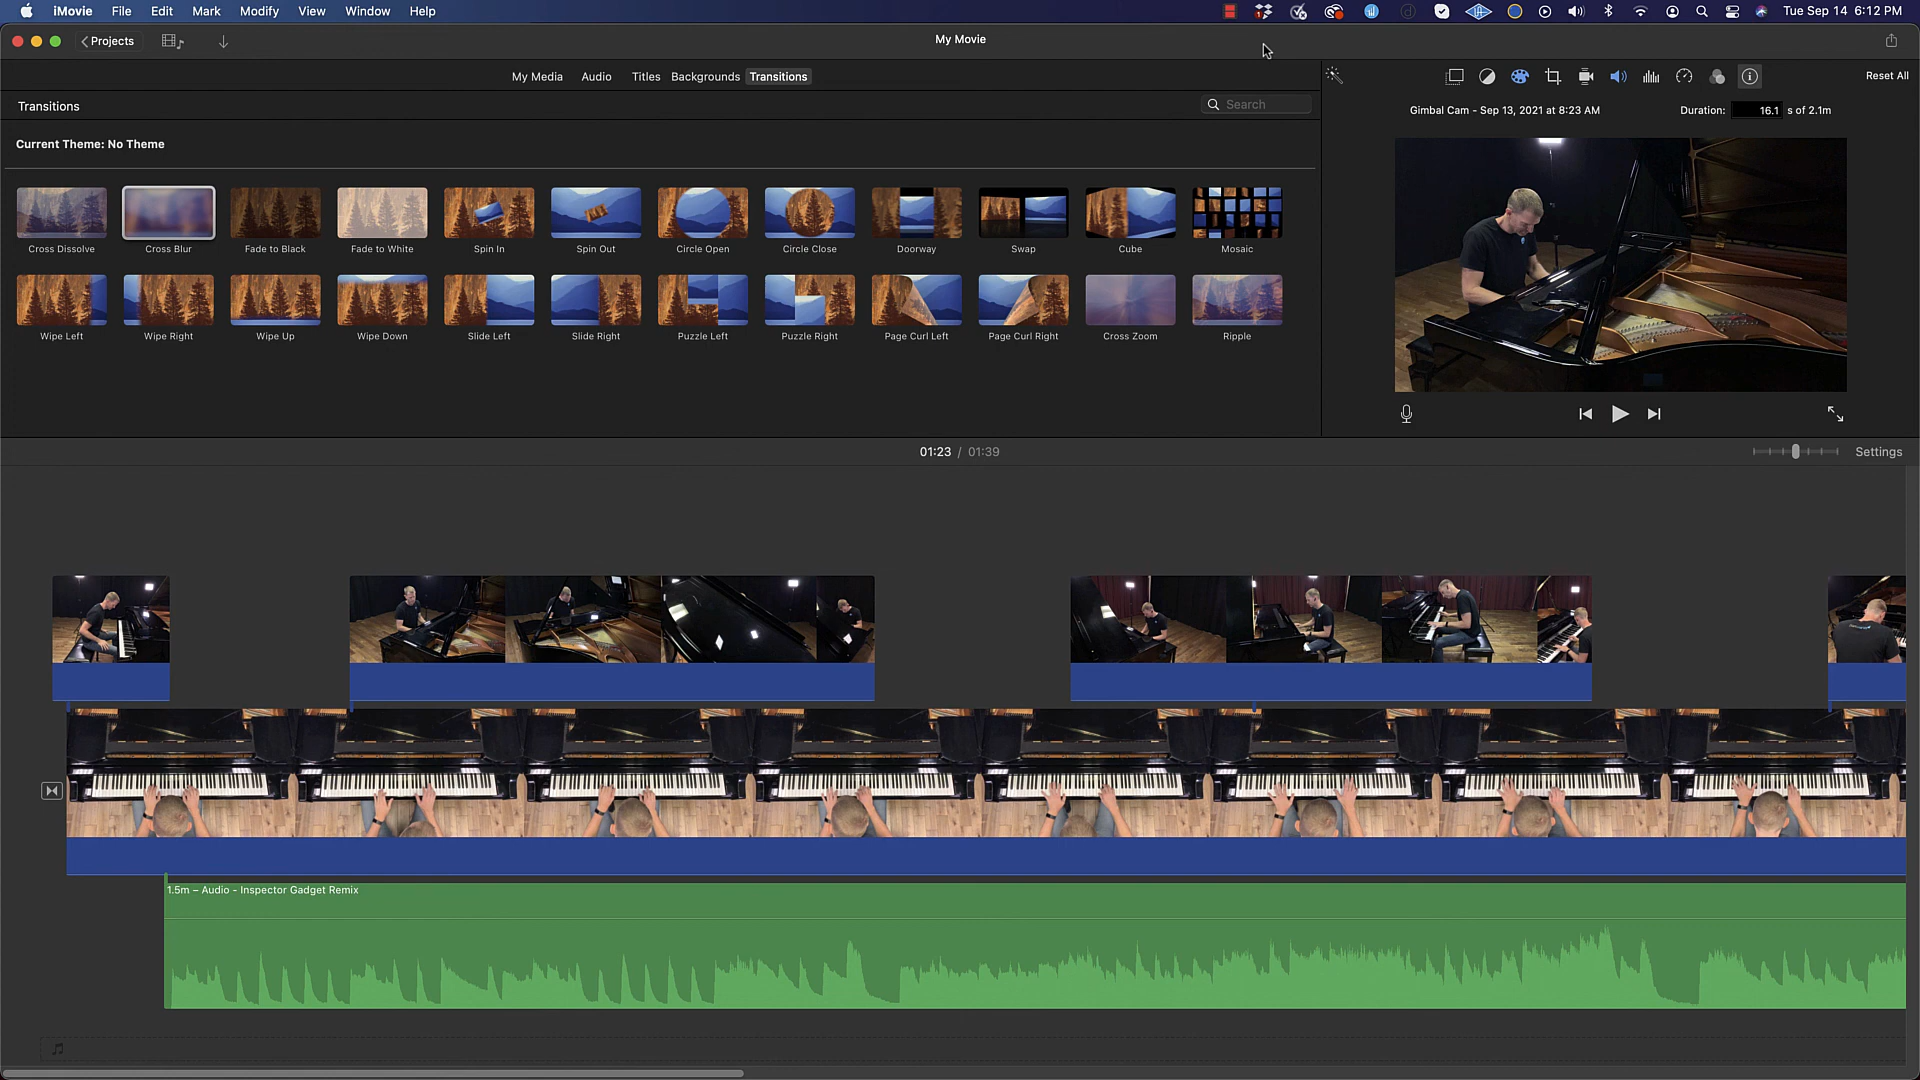 iMovie File Edit Mark Modify View Window Help Tue Sep 14 6:12 PM
Projects My Movie
My Media Audio Titles Backgrounds Transitions Reset All
Transitions Search
Gimbal Cam - Sep 13, 2021 at 8:23 AM Duration: 16.1 s of 2.1m
Current Theme: No Theme
Cross Dissolve Cross Blur Fade to Black Fade to White Spin In Spin Out Circle Open Circle Close Doorway Swap Cube Mosaic
Wipe Left Wipe Right Wipe Up Wipe Down Slide Left Slide Right Puzzle Left Puzzle Right Page Curl Left Page Curl Right Cross Zoom Ripple
01:23 / 01:39 Settings
1.5m – Audio - Inspector Gadget Remix